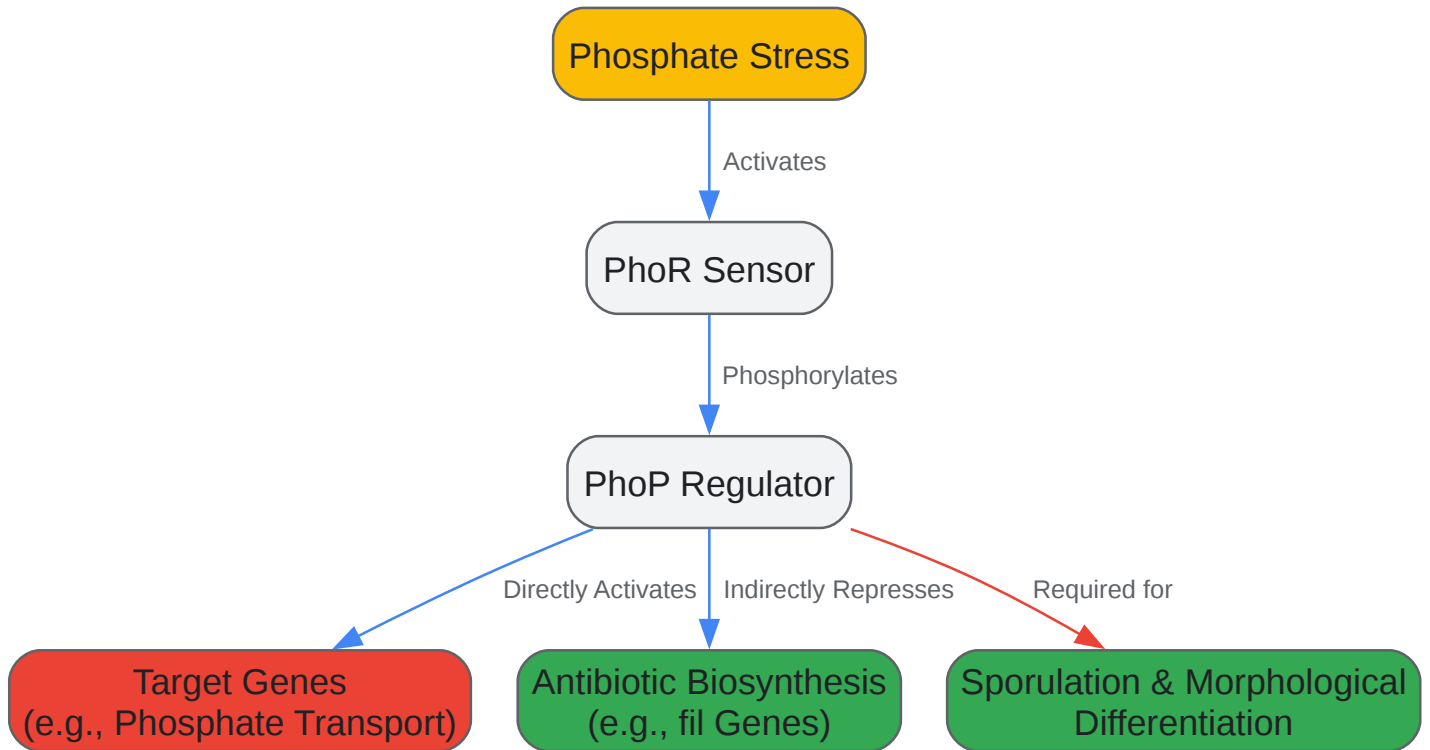 Phosphate Stress
Activates
PhoR Sensor
Phosphorylates
PhoP Regulator
Directly Activates
Indirectly Represses
Required for
Target Genes
(e.g., Phosphate Transport)
Antibiotic Biosynthesis
(e.g., fil Genes)
Sporulation & Morphological
Differentiation